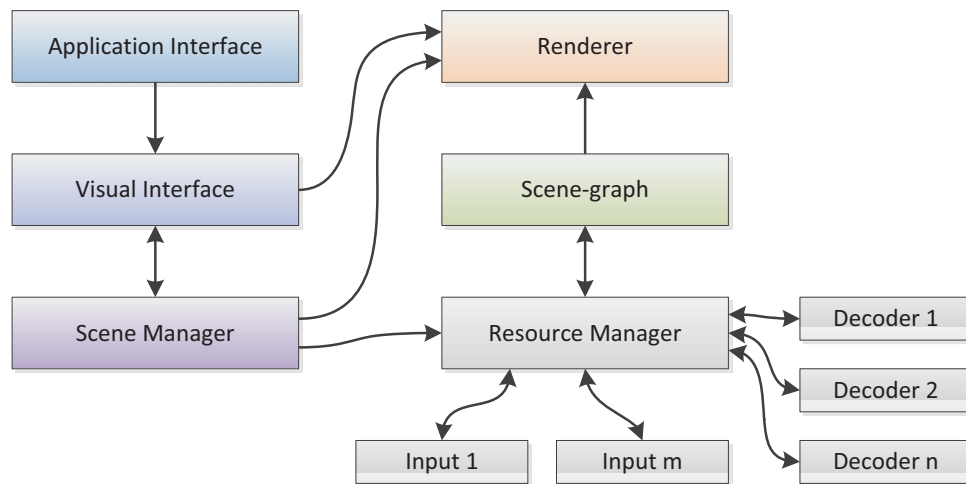 Application Interface
Renderer
Visual Interface
Scene-graph
Scene Manager
Resource Manager
Decoder 1
Decoder 2
Decoder n
Input 1
Input m